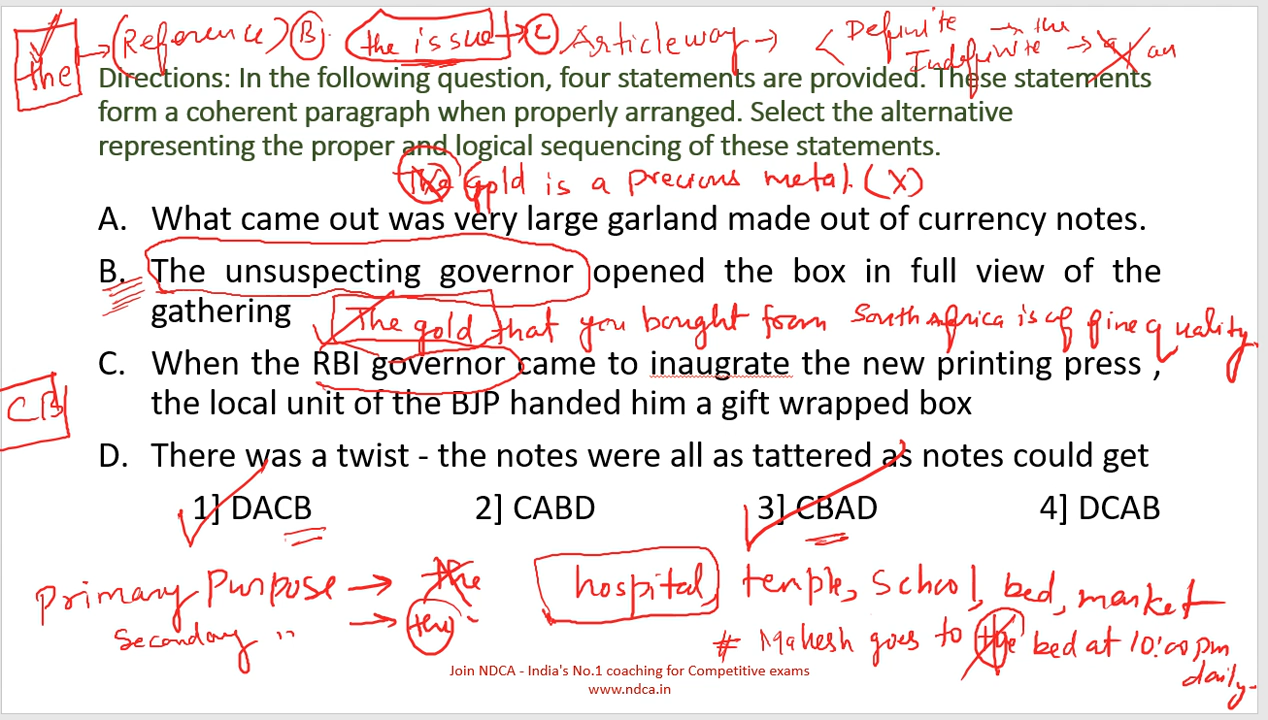 the → (Reference) B) (the issue → C Articleway → < Definite → the
Indefinite → a, an
Directions: In the following question, four statements are provided. These statements
form a coherent paragraph when properly arranged. Select the alternative
representing the proper and logical sequencing of these statements.
The Gold is a precious metal. (X)
A. What came out was very large garland made out of currency notes.
B. The unsuspecting governor opened the box in full view of the
gathering
The gold that you bought from South Africa is of fine quality.
C. When the RBI governor came to inaugrate the new printing press ,
the local unit of the BJP handed him a gift wrapped box
CB
D. There was a twist - the notes were all as tattered as notes could get
1] DACB 2] CABD 3] CBAD 4] DCAB
Primary Purpose → the hospital, temple, School, bed, market
Secondary " →
# Mahesh goes to the bed at 10:00 pm
daily.
Join NDCA - India's No.1 coaching for Competitive exams
www.ndca.in